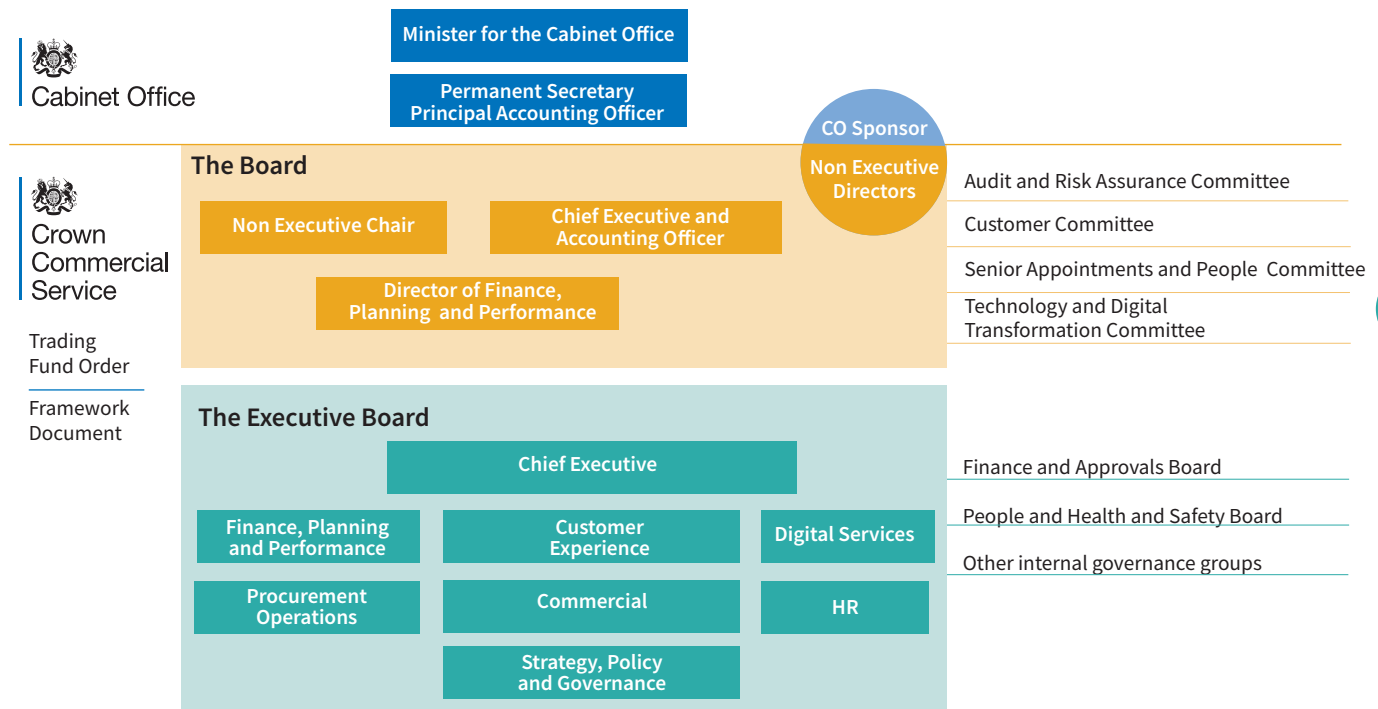 Minister for the Cabinet Office
Cabinet Office
Permanent Secretary
Principal Accounting Officer
CO Sponsor
Non Executive
Directors
The Board
Non Executive Chair
Chief Executive and
Accounting Officer
Director of Finance,
Planning and Performance
Audit and Risk Assurance Committee
Customer Committee
Senior Appointments and People Committee
Technology and Digital
Transformation Committee
Crown
Commercial
Service
Trading
Fund Order
Framework
Document
The Executive Board
Chief Executive
Finance, Planning
and Performance
Customer
Experience
Digital Services
Procurement
Operations
Commercial
HR
Strategy, Policy
and Governance
Finance and Approvals Board
People and Health and Safety Board
Other internal governance groups